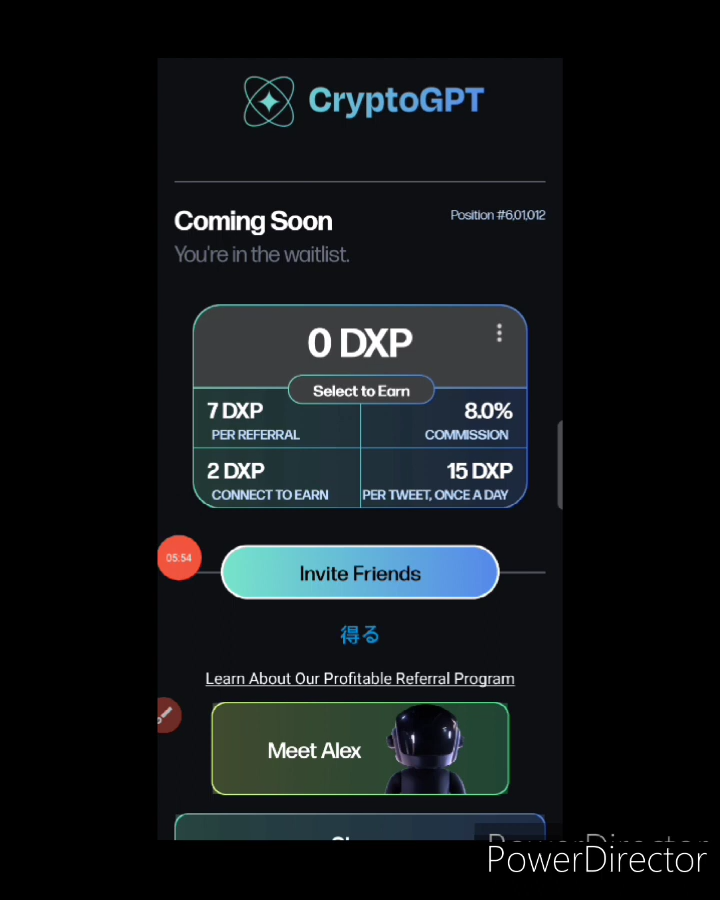 CryptoGPT
Coming Soon
Position #6,01,012
You're in the waitlist.
0 DXP
Select to Earn
7 DXP
8.0%
PER REFERRAL
COMMISSION
2 DXP
15 DXP
CONNECT TO EARN
PER TWEET, ONCE A DAY
05:54
Invite Friends
得る
Learn About Our Profitable Referral Program
Meet Alex
PowerDirector
PowerDirector